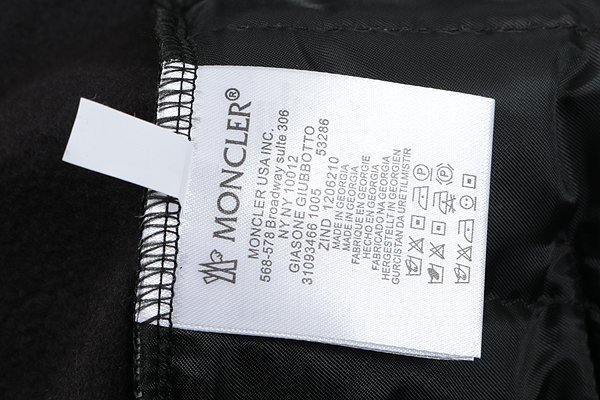 MONCLER®
MONCLER USA INC.
568-578 Broadway suite 306
NY NY 10012
GIASONE GIUBBOTTO
31093466 1005 53286
ZIND 1206210
MADE IN GEORGIA
MADE IN GEORGIA
FABRIQUE EN GEORGIE
HECHO EN GEORGIA
FABRICADO NA GEORGIA
HERGESTELLT IN GEORGIEN
GURCISTAN DA URETILMISTIR